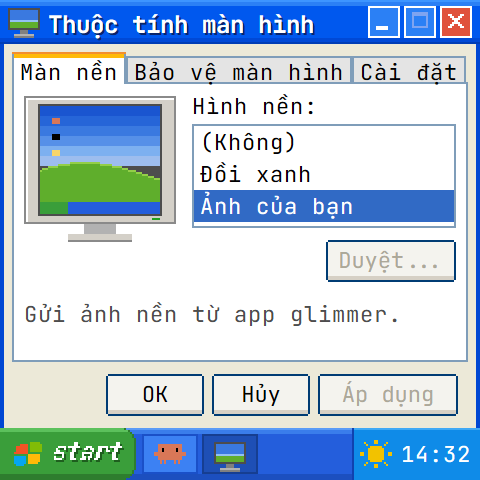 Thuộc tính màn hình
Màn nền
Bảo vệ màn hình
Cài đặt
Hình nền:
(Không)
Đồi xanh
Ảnh của bạn
Duyệt...
Gửi ảnh nền từ app glimmer.
OK
Hủy
Áp dụng
start
14:32